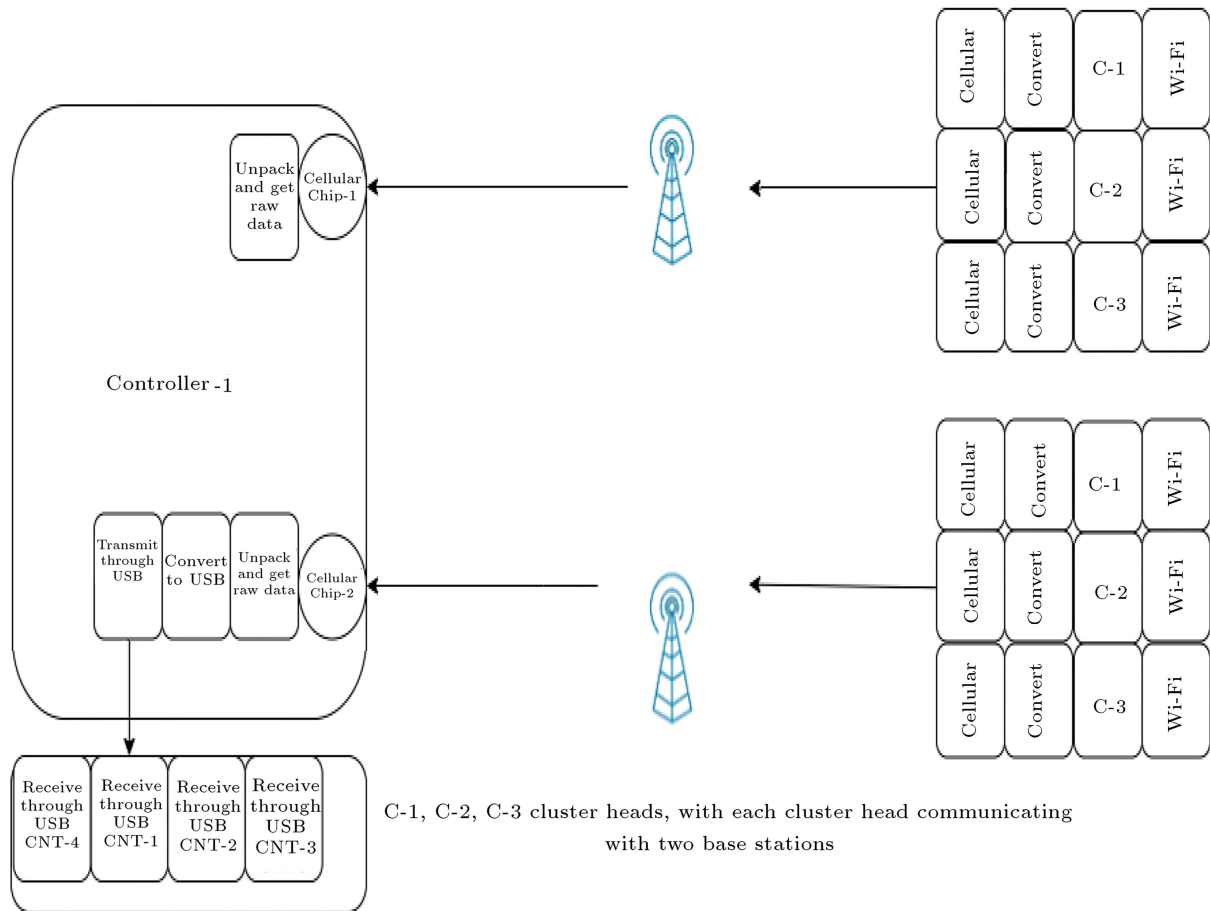 Cellular
Convert
C-1
Wi-Fi
Cellular
Convert
C-2
Wi-Fi
Cellular
Convert
C-3
Wi-Fi
Unpack
and get
raw
data
Cellular
Chip-1
Controller -1
Cellular
Convert
C-1
Wi-Fi
Cellular
Convert
C-2
Wi-Fi
Cellular
Convert
C-3
Wi-Fi
Transmit
through
USB
Convert
to USB
Unpack
and get
raw data
Cellular
Chip-2
Receive
through
USB
CNT-4
Receive
through
USB
CNT-1
Receive
through
USB
CNT-2
Receive
through
USB
CNT-3
C-1, C-2, C-3 cluster heads, with each cluster head communicating
with two base stations